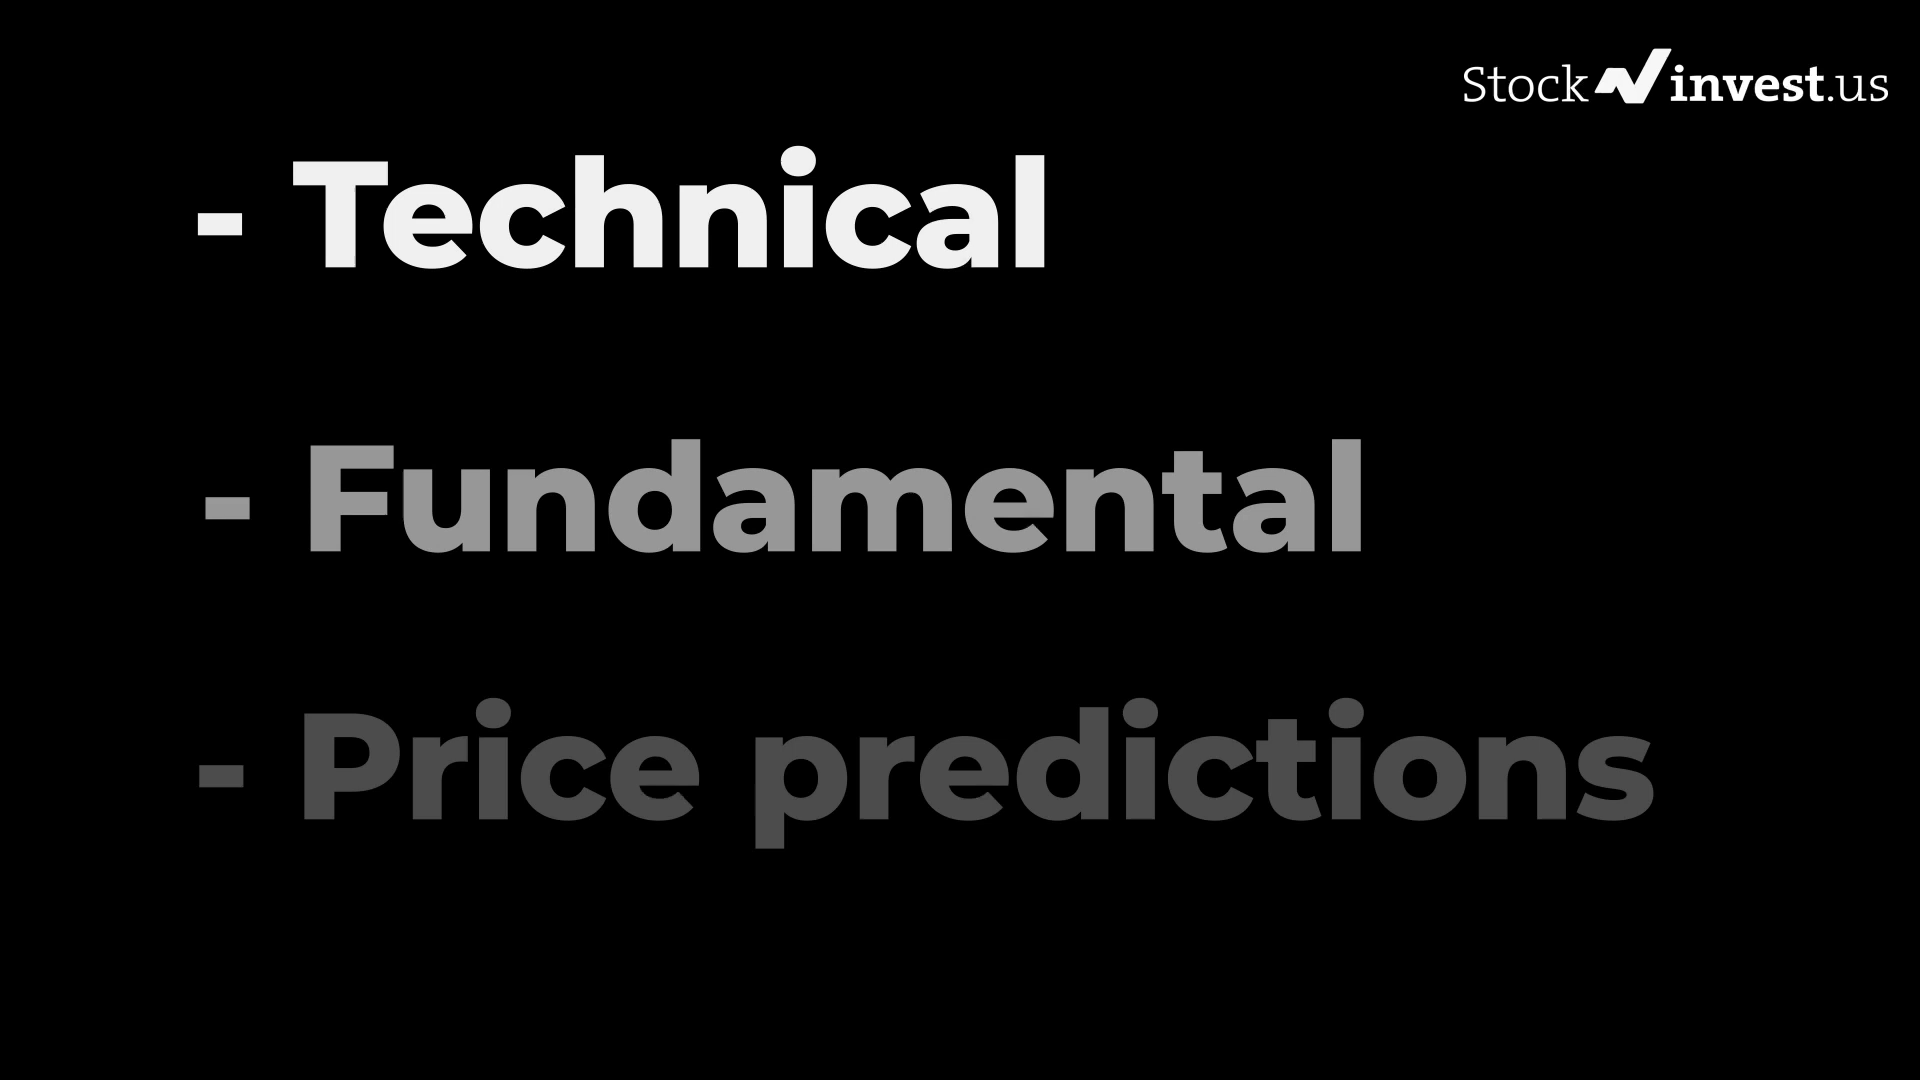 Stock invest.us
- Technical
- Fundamental
- Price predictions